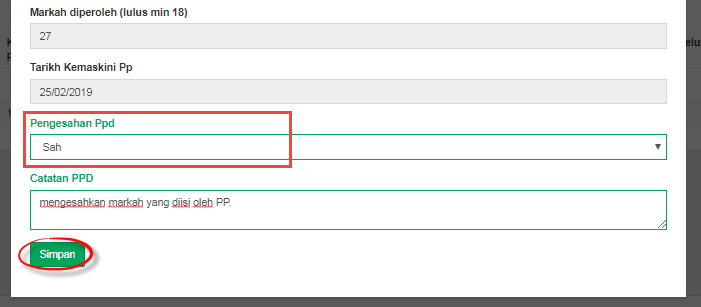 Markah diperoleh (lulus min 18)
27
Tarikh Kemaskini Pp
25/02/2019
Pengesahan Ppd
Sah
Catatan PPD
mengesahkan markah yang diisi oleh PP.
Simpan